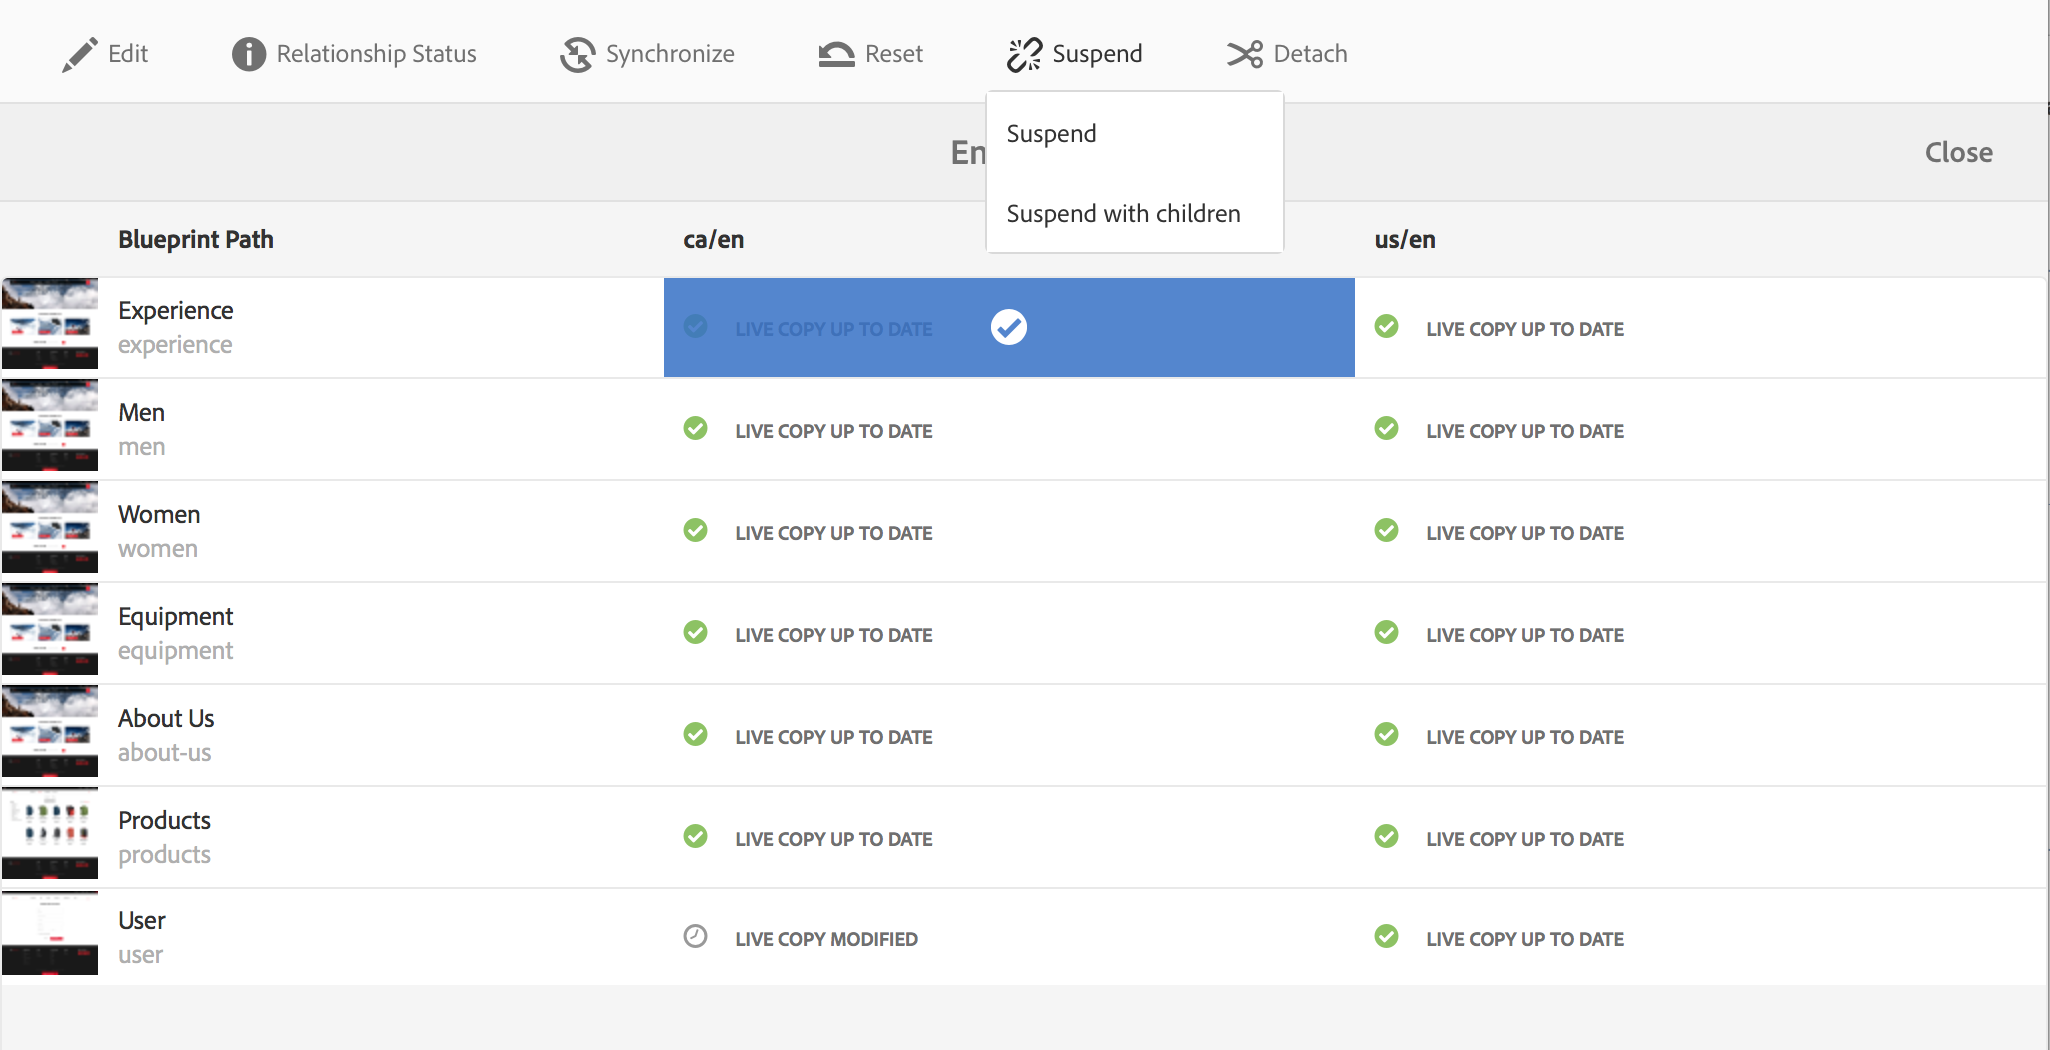 Edit Relationship Status Synchronize Reset Suspend Detach
Suspend
En
Close
Suspend with children
Blueprint Path ca/en us/en
Experience
experience
LIVE COPY UP TO DATE LIVE COPY UP TO DATE
Men
men
LIVE COPY UP TO DATE LIVE COPY UP TO DATE
Women
women
LIVE COPY UP TO DATE LIVE COPY UP TO DATE
Equipment
equipment
LIVE COPY UP TO DATE LIVE COPY UP TO DATE
About Us
about-us
LIVE COPY UP TO DATE LIVE COPY UP TO DATE
Products
products
LIVE COPY UP TO DATE LIVE COPY UP TO DATE
User
user
LIVE COPY MODIFIED LIVE COPY UP TO DATE